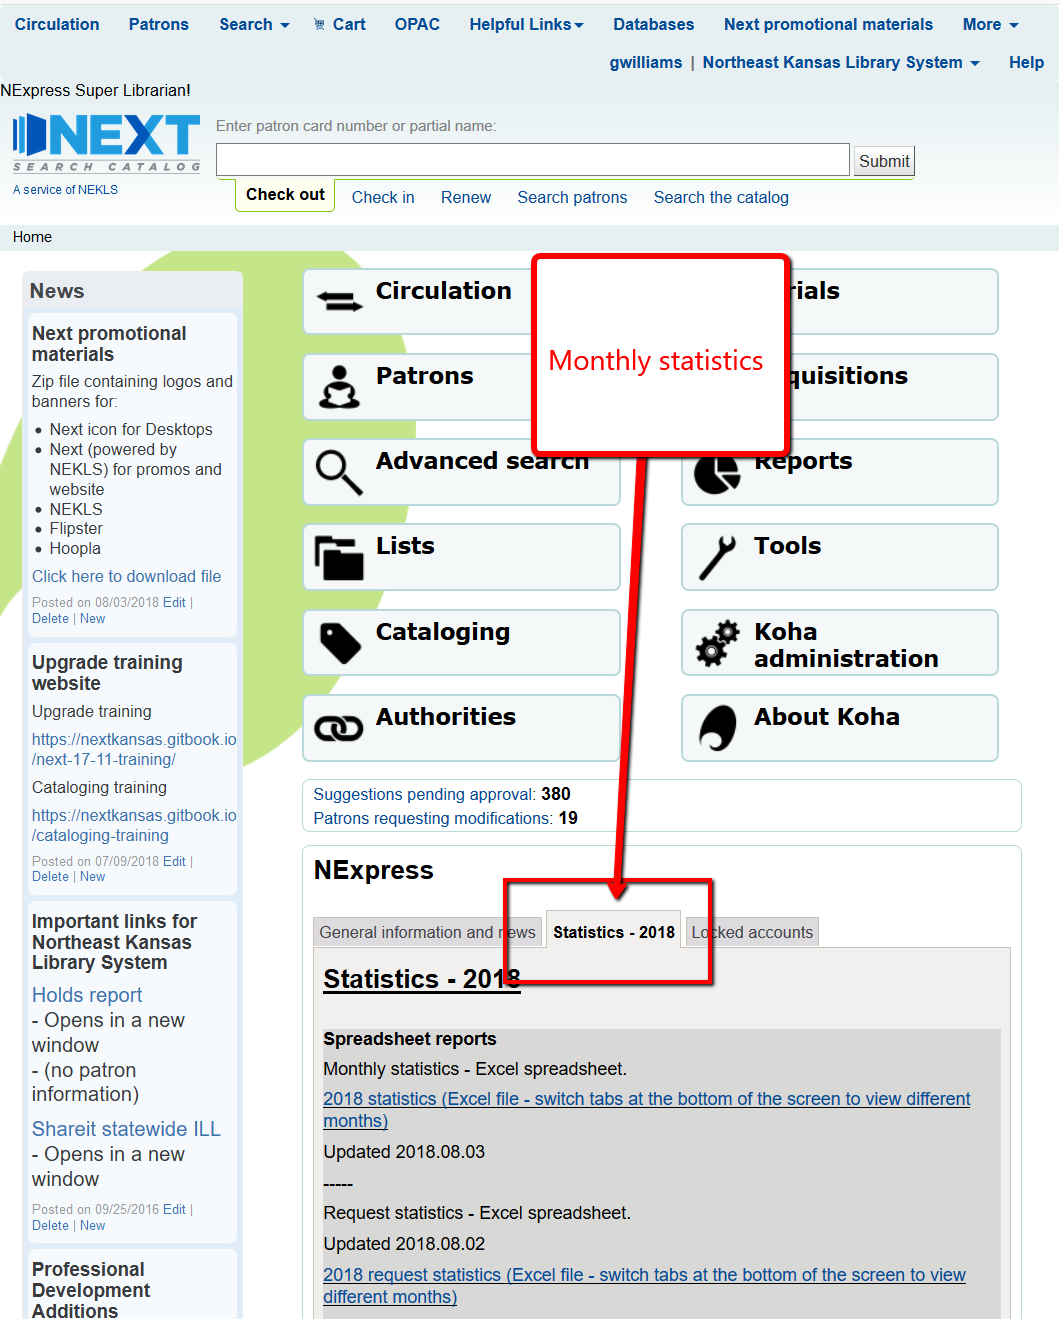 Circulation Patrons Search Cart OPAC Helpful Links Databases Next promotional materials More
gwilliams | Northeast Kansas Library System Help
NExpress Super Librarian!
NEXT
SEARCH CATALOG
A service of NEKLS
Enter patron card number or partial name:
Submit
Check out Check in Renew Search patrons Search the catalog
Home
News
Next promotional
materials
Zip file containing logos and
banners for:
• Next icon for Desktops
• Next (powered by
NEKLS) for promos and
website
• NEKLS
• Flipster
• Hoopla
Click here to download file
Posted on 08/03/2018 Edit |
Delete | New
Upgrade training
website
Upgrade training
https://nextkansas.gitbook.io
/next-17-11-training/
Cataloging training
https://nextkansas.gitbook.io
/cataloging-training
Posted on 07/09/2018 Edit |
Delete | New
Important links for
Northeast Kansas
Library System
Holds report
- Opens in a new
window
- (no patron
information)
Shareit statewide ILL
- Opens in a new
window
Posted on 09/25/2016 Edit |
Delete | New
Professional
Development
Additions
Circulation
rials
Monthly statistics
Patrons
quisitions
Advanced search
Reports
Lists
Tools
Cataloging
Koha
administration
Authorities
About Koha
Suggestions pending approval: 380
Patrons requesting modifications: 19
NExpress
General information and news Statistics - 2018 Locked accounts
Statistics - 2018
Spreadsheet reports
Monthly statistics - Excel spreadsheet.
2018 statistics (Excel file - switch tabs at the bottom of the screen to view different
months)
Updated 2018.08.03
-----
Request statistics - Excel spreadsheet.
Updated 2018.08.02
2018 request statistics (Excel file - switch tabs at the bottom of the screen to view
different months)